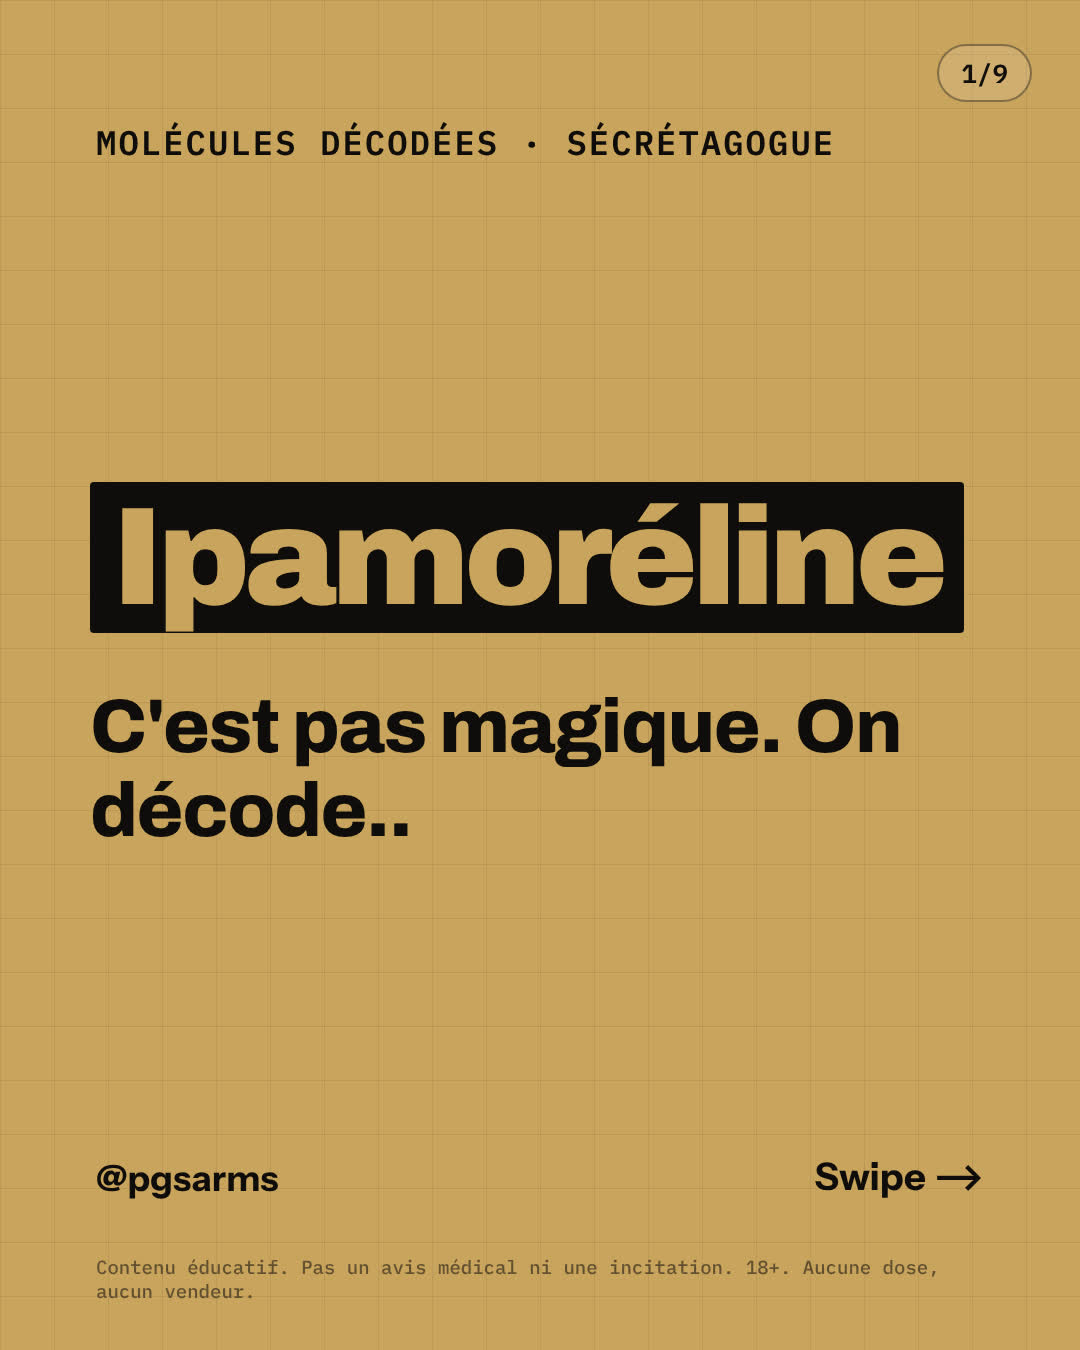 1/9
MOLÉCULES DÉCODÉES · SÉCRÉTAGOGUE
Ipamoréline
C'est pas magique. On
décode..
@pgsarms
Swipe →
Contenu éducatif. Pas un avis médical ni une incitation. 18+. Aucune dose,
aucun vendeur.